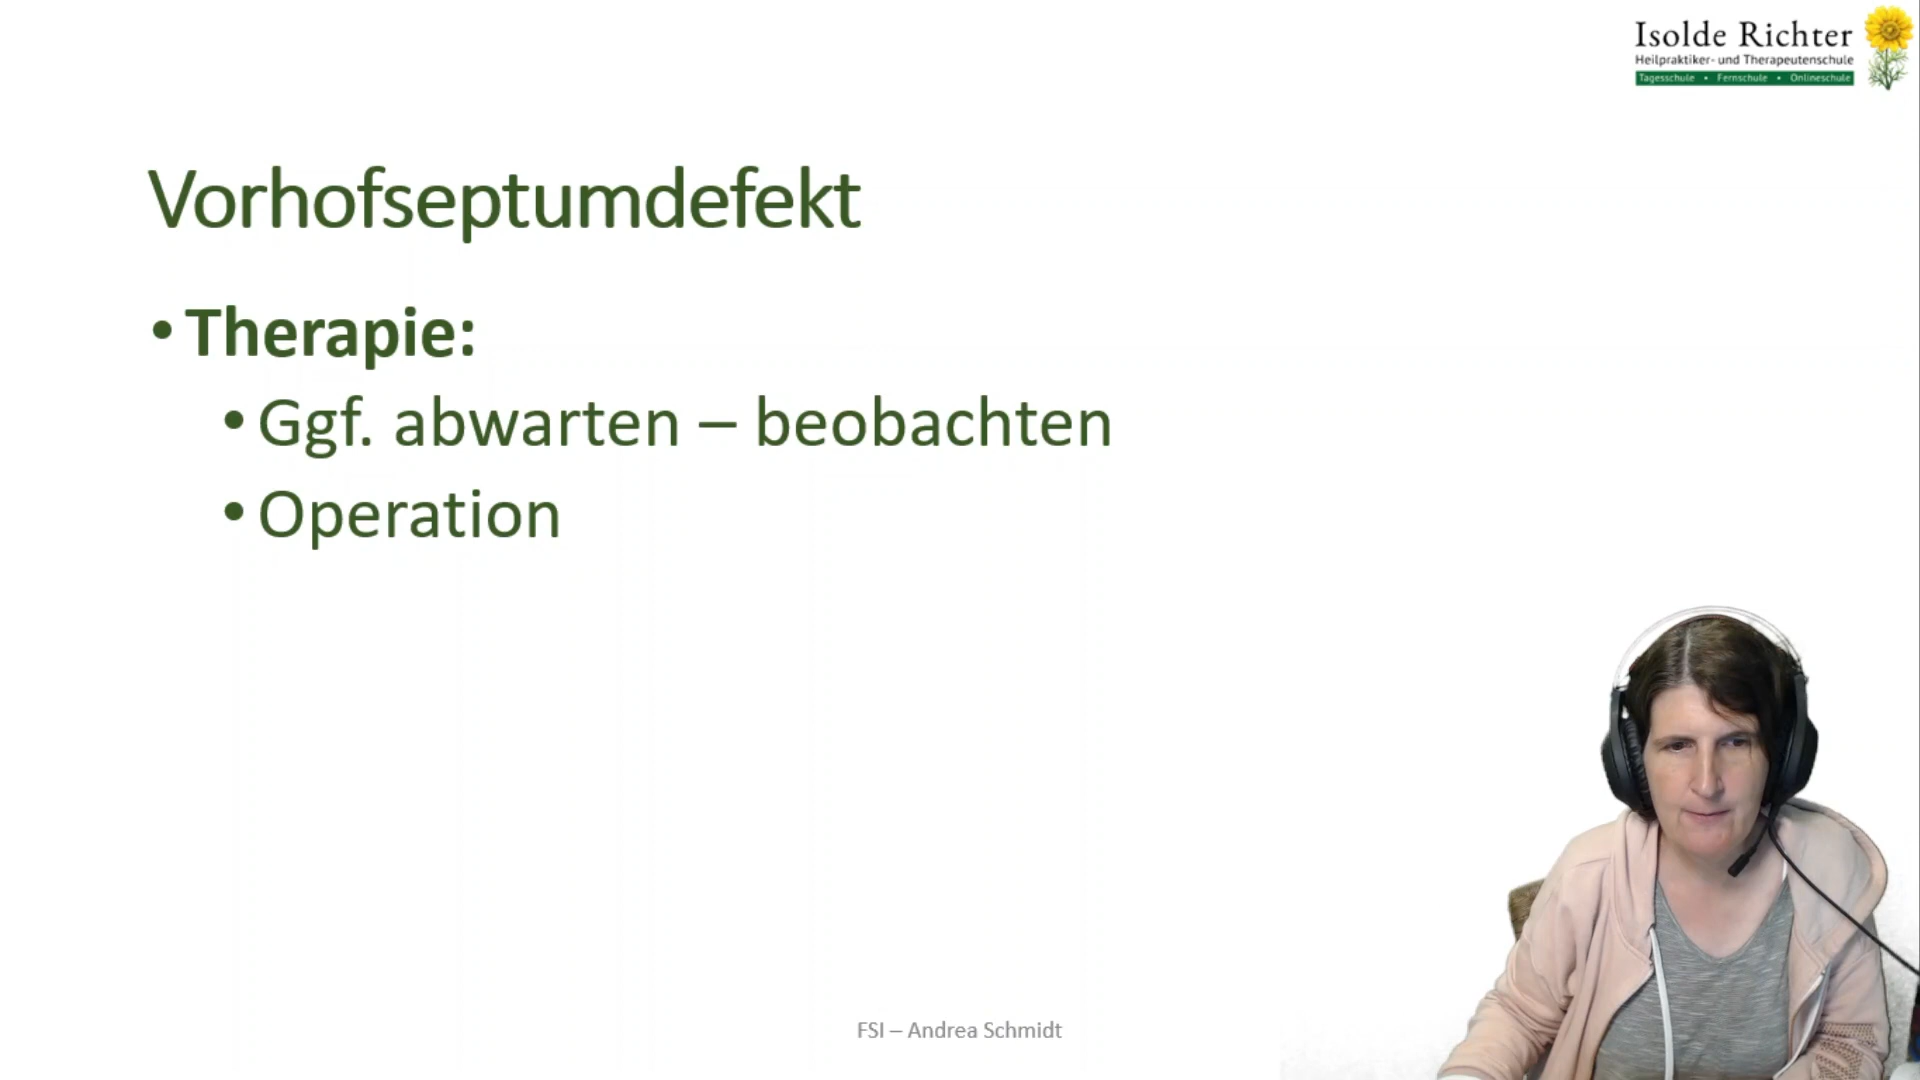 Isolde Richter
Heilpraktiker- und Therapeutenschule
Tagesschule • Fernschule • Onlineschule
Vorhofseptumdefekt
• Therapie:
• Ggf. abwarten – beobachten
• Operation
FSI – Andrea Schmidt